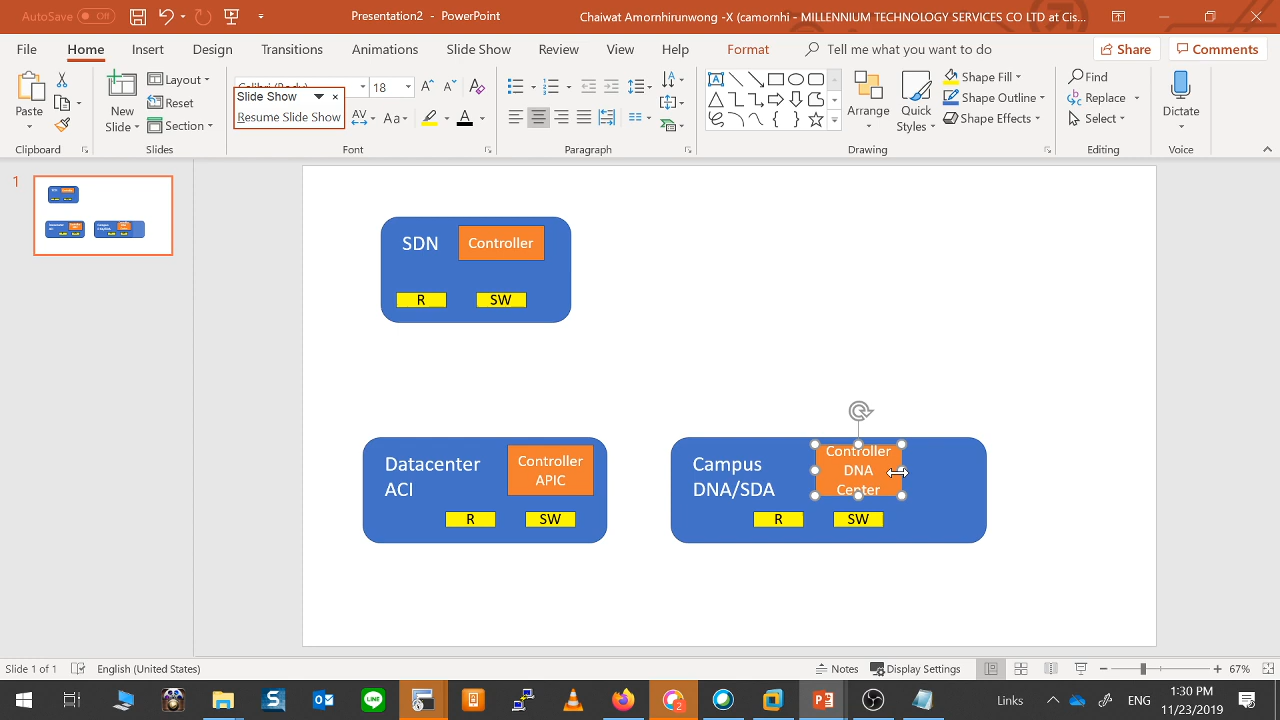 AutoSave Off
Presentation2 - PowerPoint
Chaiwat Amornhirunwong -X (camornhi - MILLENNIUM TECHNOLOGY SERVICES CO LTD at Cis...
File Home Insert Design Transitions Animations Slide Show Review View Help Format Tell me what you want to do Share Comments
Paste
Clipboard
New Slide
Layout
Reset
Section
Slides
Slide Show
Resume Slide Show
18
Aa
Font
Paragraph
Arrange
Quick Styles
Shape Fill
Shape Outline
Shape Effects
Drawing
Find
Replace
Select
Editing
Dictate
Voice
1
SDN
Controller
R
SW
Datacenter
ACI
Controller
APIC
R
SW
Campus
DNA/SDA
Controller
DNA
Center
R
SW
Slide 1 of 1
English (United States)
Notes
Display Settings
67%
Links
ENG
1:30 PM
11/23/2019